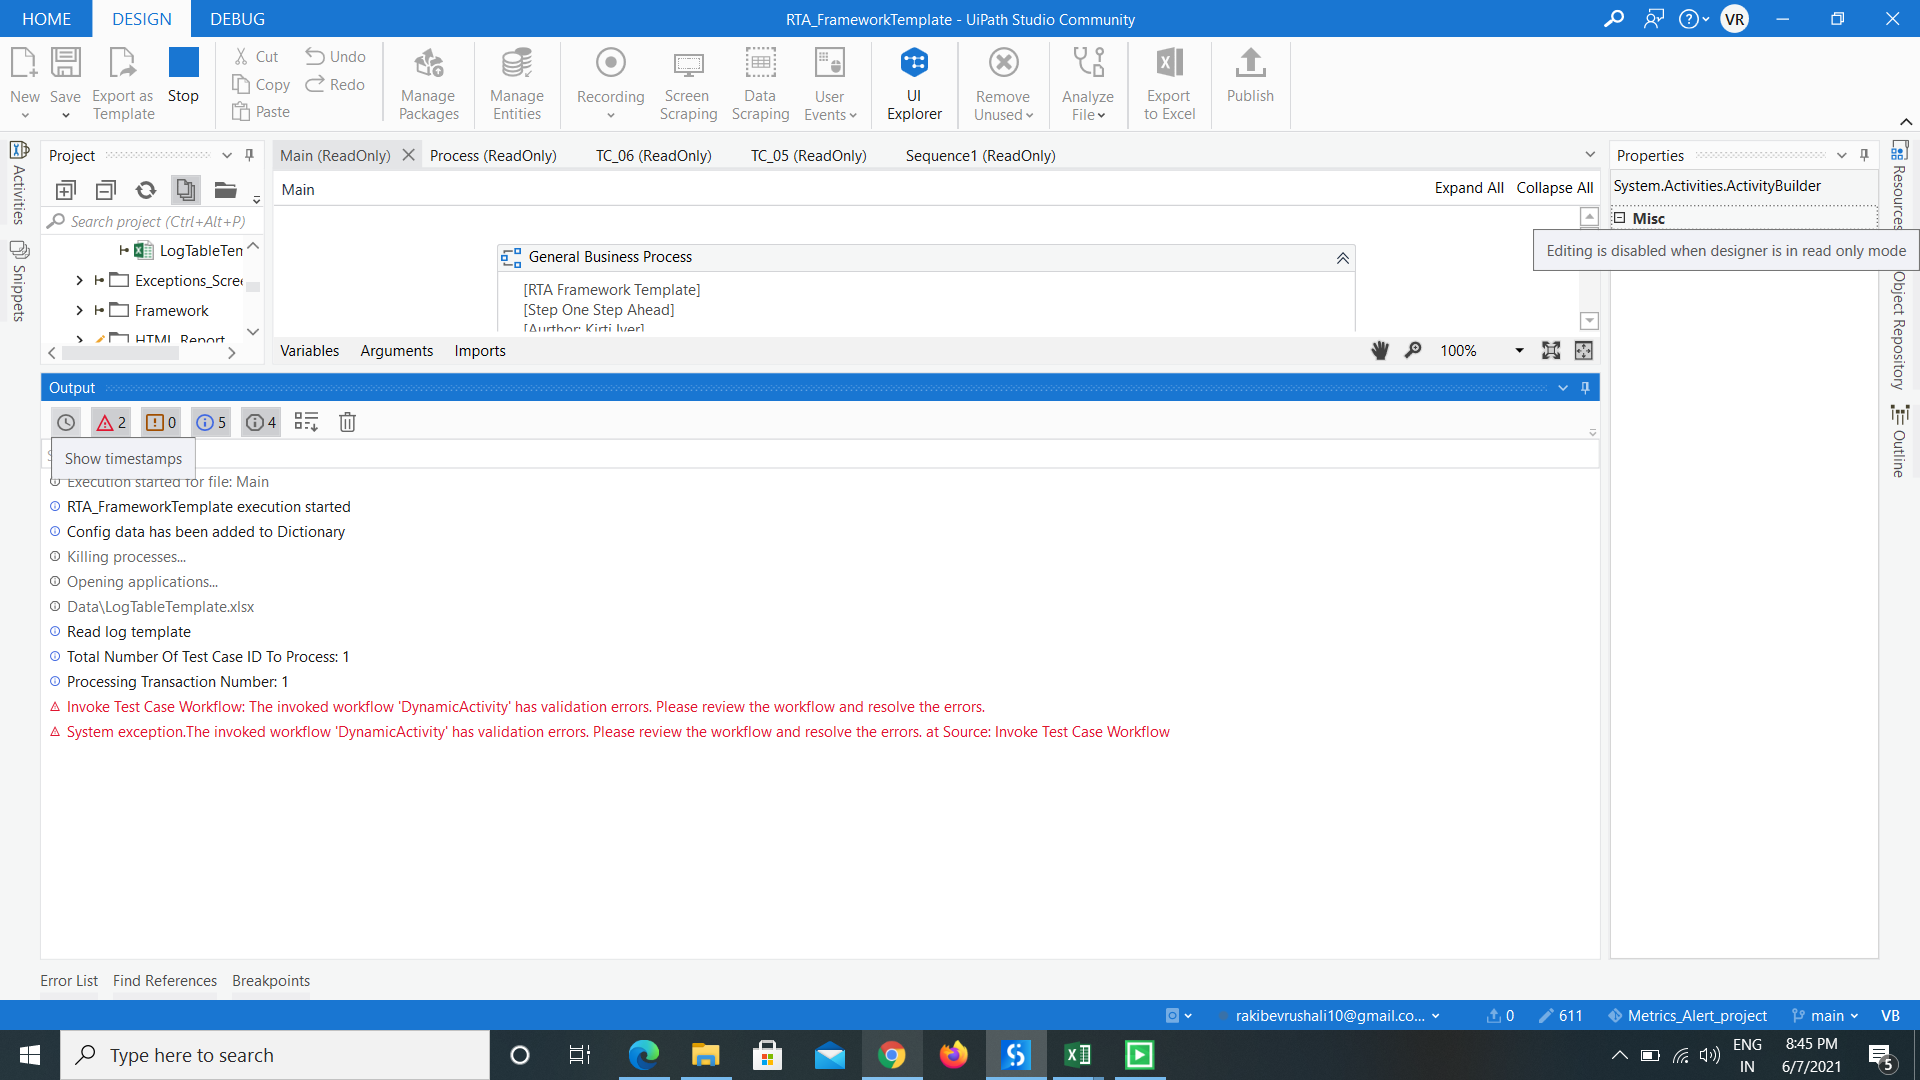 HOME DESIGN DEBUG
RTA_FrameworkTemplate - UiPath Studio Community
VR
New Save Export as Template Stop
Cut Copy Paste Undo Redo
Manage Packages
Manage Entities
Recording
Screen Scraping
Data Scraping
User Events
UI Explorer
Remove Unused
Analyze File
Export to Excel
Publish
Activities
Snippets
Project
Search project (Ctrl+Alt+P)
LogTableTem
Exceptions_Scre
Framework
HTML_Report
Main (ReadOnly) Process (ReadOnly) TC_06 (ReadOnly) TC_05 (ReadOnly) Sequence1 (ReadOnly)
Main
Expand All Collapse All
General Business Process
[RTA Framework Template]
[Step One Step Ahead]
[Aurthor: Kirti Iyer]
Variables Arguments Imports
100%
Properties
System.Activities.ActivityBuilder
Misc
Editing is disabled when designer is in read only mode
Resources
Object Repository
Outline
Output
2 0 5 4
Show timestamps
Execution started for file: Main
RTA_FrameworkTemplate execution started
Config data has been added to Dictionary
Killing processes...
Opening applications...
Data\LogTableTemplate.xlsx
Read log template
Total Number Of Test Case ID To Process: 1
Processing Transaction Number: 1
Invoke Test Case Workflow: The invoked workflow 'DynamicActivity' has validation errors. Please review the workflow and resolve the errors.
System exception.The invoked workflow 'DynamicActivity' has validation errors. Please review the workflow and resolve the errors. at Source: Invoke Test Case Workflow
Error List Find References Breakpoints
rakibevrushali10@gmail.co... 0 611 Metrics_Alert_project main VB
Type here to search
ENG
IN
8:45 PM
6/7/2021
5